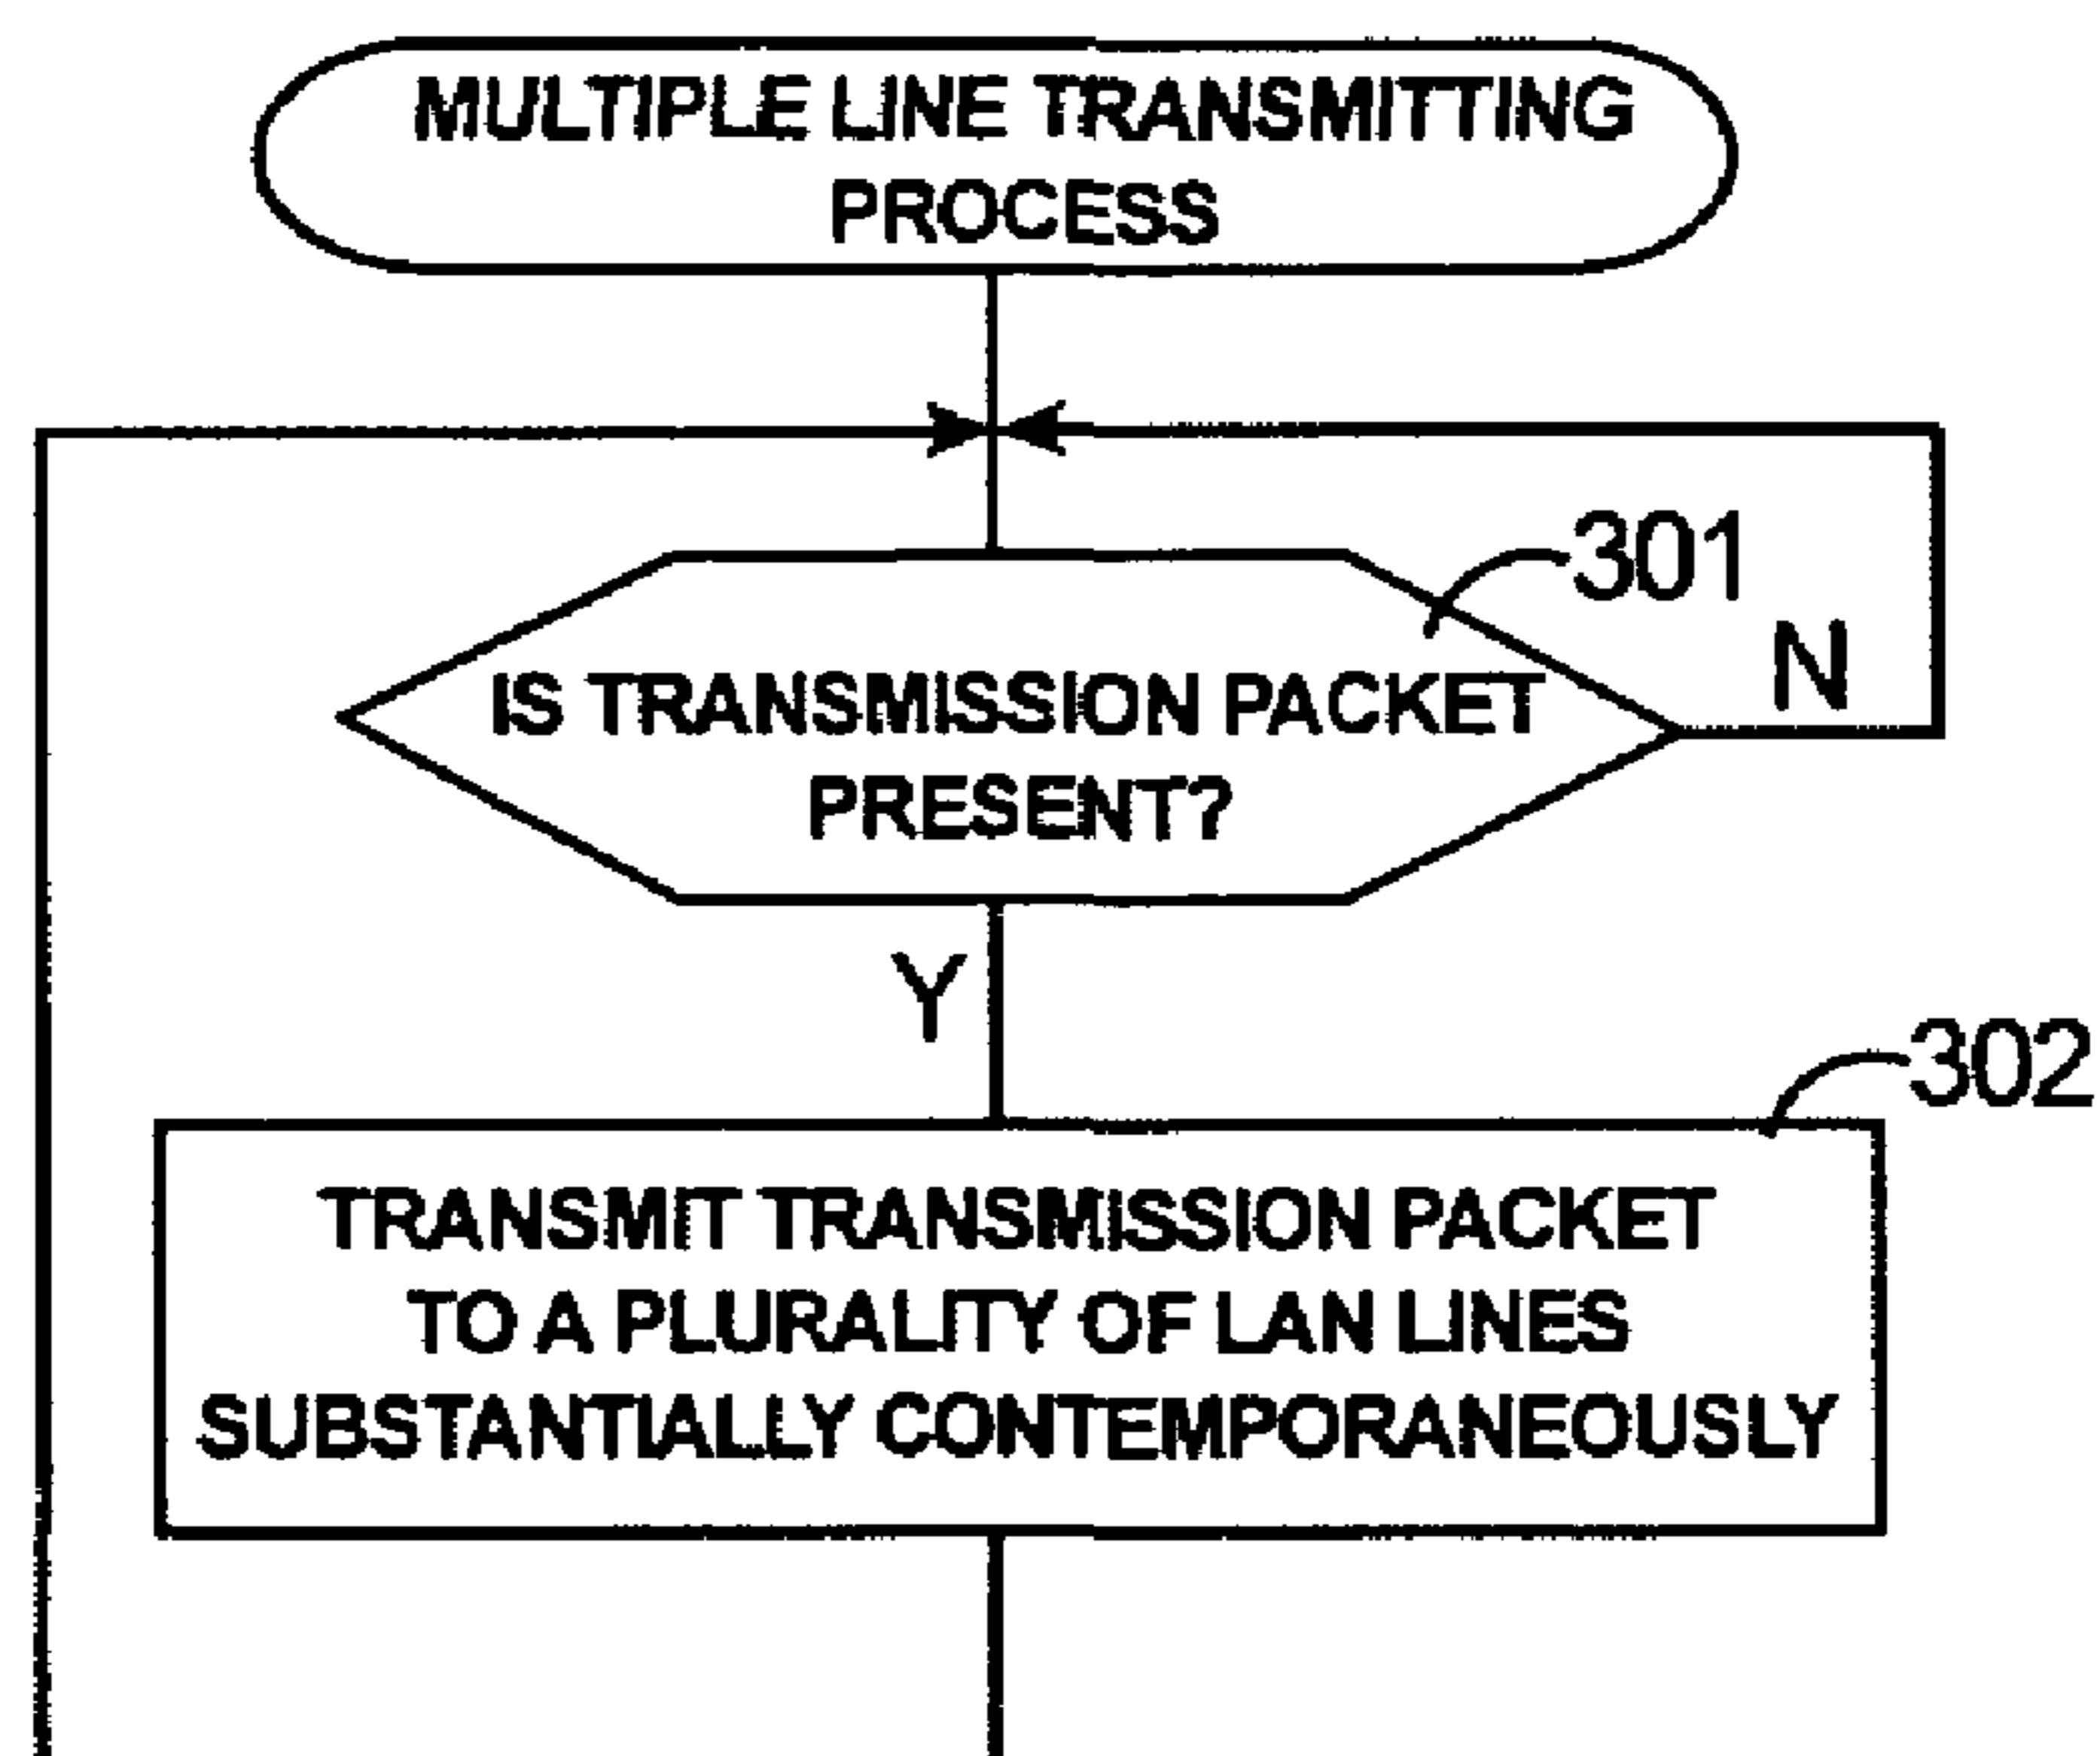 MULTIPLE LINE TRANSMITTING
PROCESS
301
N
IS TRANSMISSION PACKET
PRESENT?
Y
302
TRANSMIT TRANSMISSION PACKET
TO A PLURALITY OF LAN LINES
SUBSTANTIALLY CONTEMPORANEOUSLY